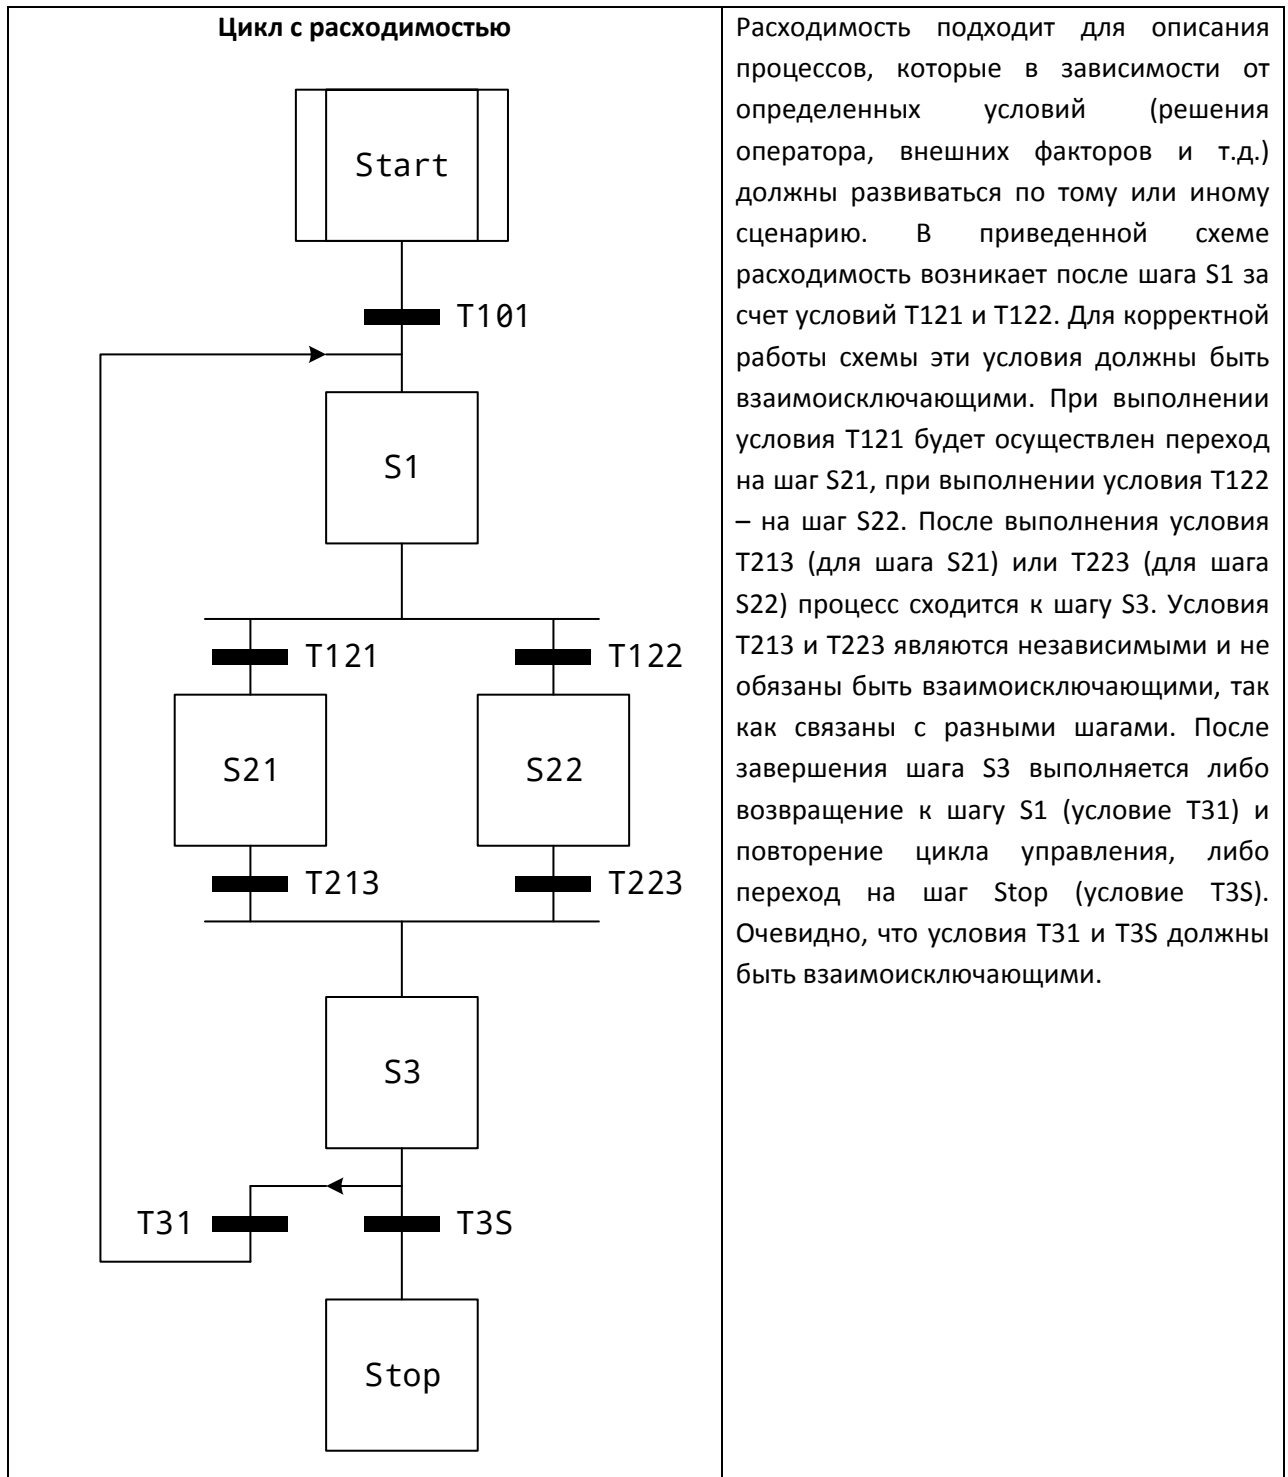 Цикл с расходимостью
Start
T101
S1
T121
T122
S21
S22
T213
T223
S3
T31
T3S
Stop
Расходимость подходит для описания
процессов, которые в зависимости от
определенных условий (решения
оператора, внешних факторов и т.д.)
должны развиваться по тому или иному
сценарию. В приведенной схеме
расходимость возникает после шага S1 за
счет условий T121 и T122. Для корректной
работы схемы эти условия должны быть
взаимоисключающими. При выполнении
условия T121 будет осуществлен переход
на шаг S21, при выполнении условия T122
– на шаг S22. После выполнения условия
T213 (для шага S21) или T223 (для шага
S22) процесс сходится к шагу S3. Условия
T213 и T223 являются независимыми и не
обязаны быть взаимоисключающими, так
как связаны с разными шагами. После
завершения шага S3 выполняется либо
возвращение к шагу S1 (условие T31) и
повторение цикла управления, либо
переход на шаг Stop (условие T3S).
Очевидно, что условия T31 и T3S должны
быть взаимоисключающими.